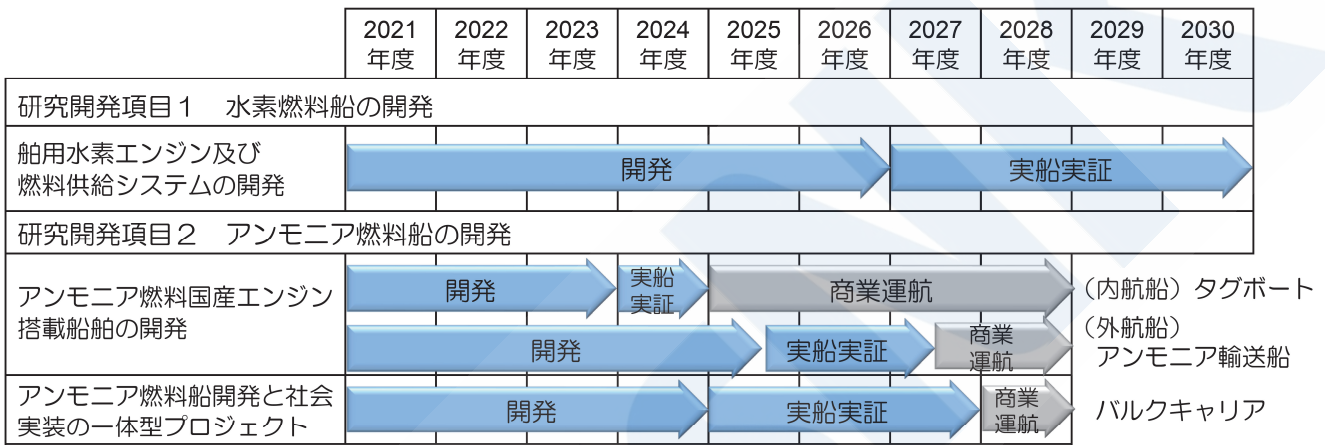 2021 2022 2023 2024 2025 2026 2027 2028 2029 2030
年度 年度 年度 年度 年度 年度 年度 年度 年度 年度
研究開発項目1 水素燃料船の開発
舶用水素エンジン及び
燃料供給システムの開発
開発 実船実証
研究開発項目2 アンモニア燃料船の開発
アンモニア燃料国産エンジン
搭載船舶の開発
開発
実船
実証
商業運航
(内航船)タグボート
開発
実船実証
商業
運航
(外航船)
アンモニア輸送船
アンモニア燃料船開発と社会
実装の一体型プロジェクト
開発
実船実証
商業
運航
バルクキャリア